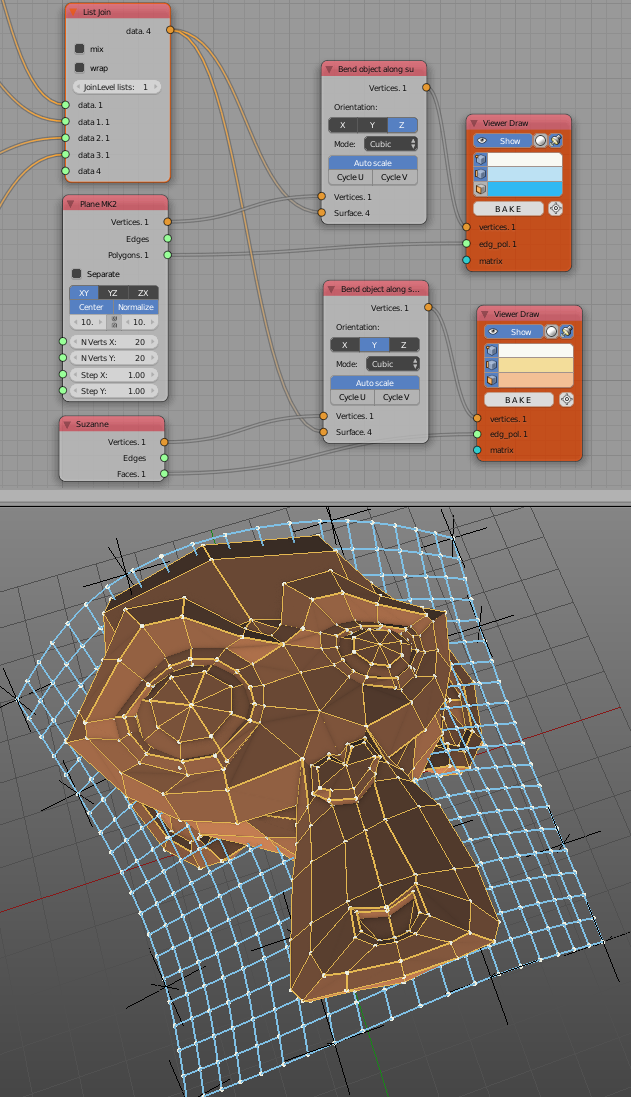 List Join
data. 4
mix
wrap
JoinLevel lists: 1
data. 1
data 1. 1
data 2. 1
data 3. 1
data 4
Plane MK2
Vertices. 1
Edges
Polygons. 1
Separate
XY YZ ZX
Center Normalize
10. 10.
N Verts X: 20
N Verts Y: 20
Step X: 1.00
Step Y: 1.00
Suzanne
Vertices. 1
Edges
Faces. 1
Bend object along su
Vertices. 1
Orientation:
X Y Z
Mode: Cubic
Auto scale
Cycle U Cycle V
Vertices. 1
Surface. 4
Viewer Draw
Show
BAKE
vertices. 1
edg_pol. 1
matrix
Bend object along s...
Vertices. 1
Orientation:
X Y Z
Mode: Cubic
Auto scale
Cycle U Cycle V
Vertices. 1
Surface. 4
Viewer Draw
Show
BAKE
vertices. 1
edg_pol. 1
matrix